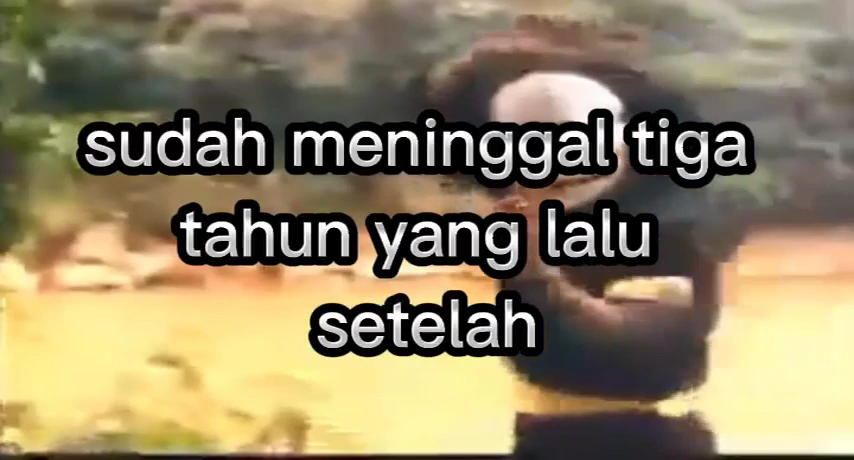 sudah meninggal tiga
tahun yang lalu
setelah